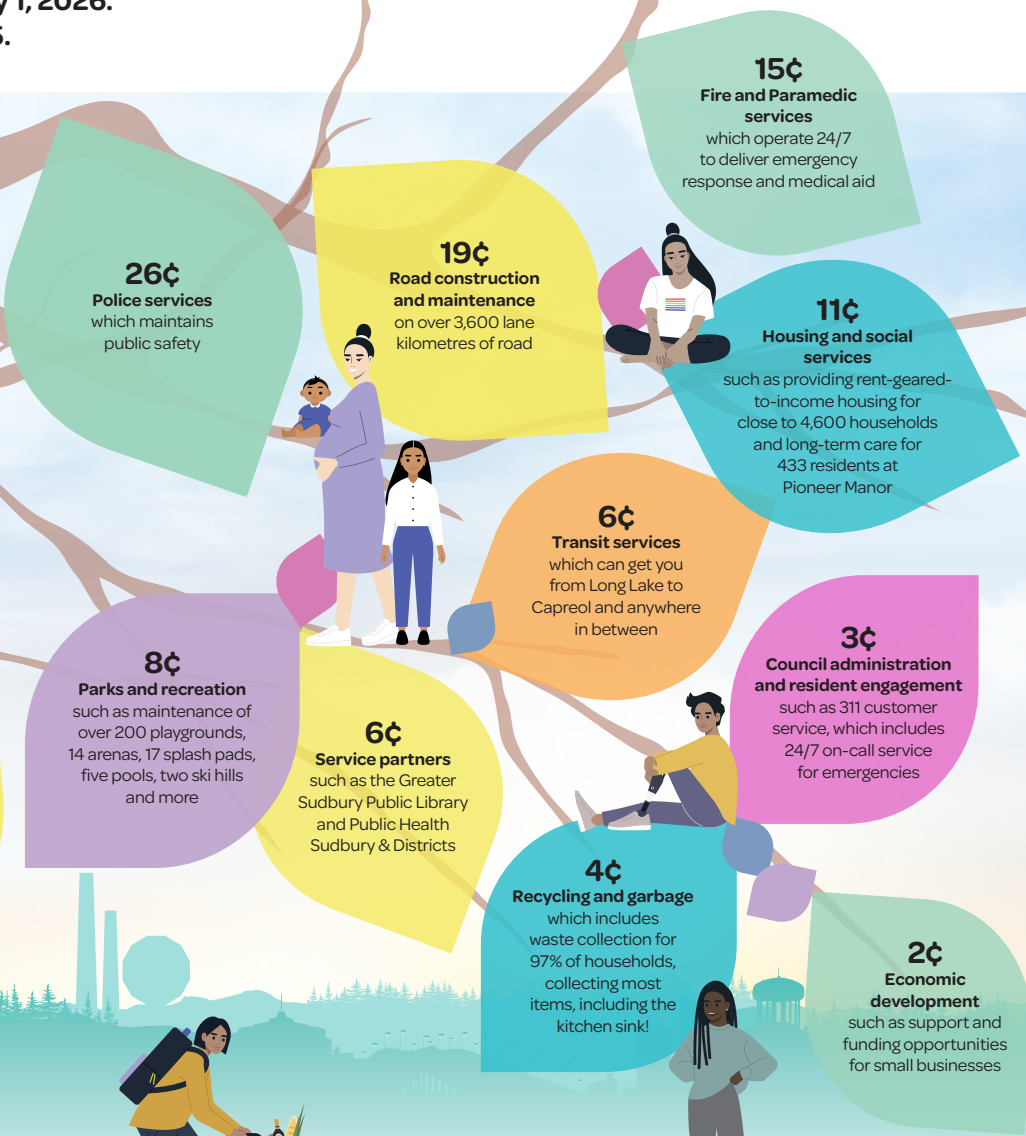 1, 2026.
15¢
Fire and Paramedic
services
which operate 24/7
to deliver emergency
response and medical aid
26¢
Police services
which maintains
public safety
19¢
Road construction
and maintenance
on over 3,600 lane
kilometres of road
11¢
Housing and social
services
such as providing rent-geared-
to-income housing for
close to 4,600 households
and long-term care for
433 residents at
Pioneer Manor
6¢
Transit services
which can get you
from Long Lake to
Capreol and anywhere
in between
8¢
Parks and recreation
such as maintenance of
over 200 playgrounds,
14 arenas, 17 splash pads,
five pools, two ski hills
and more
6¢
Service partners
such as the Greater
Sudbury Public Library
and Public Health
Sudbury & Districts
3¢
Council administration
and resident engagement
such as 311 customer
service, which includes
24/7 on-call service
for emergencies
4¢
Recycling and garbage
which includes
waste collection for
97% of households,
collecting most
items, including the
kitchen sink!
2¢
Economic
development
such as support and
funding opportunities
for small businesses